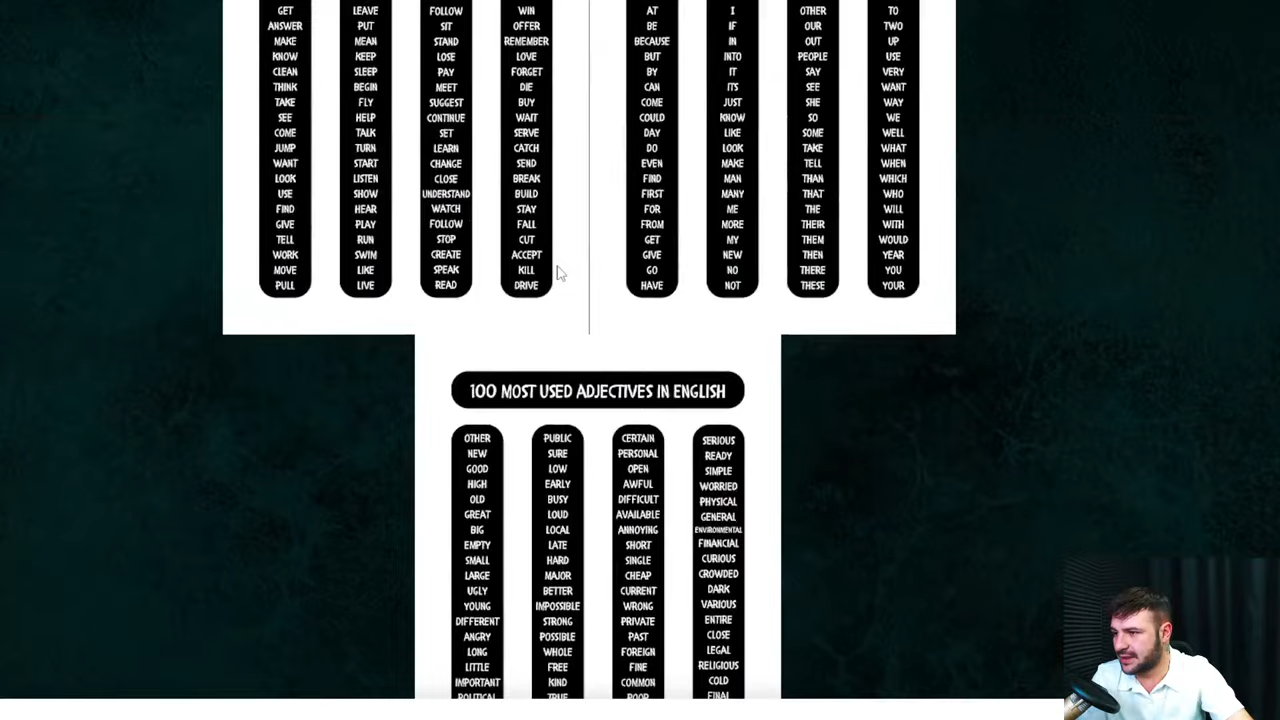 GET
ANSWER
MAKE
KNOW
CLEAN
THINK
TAKE
SEE
COME
JUMP
WANT
LOOK
USE
FIND
GIVE
TELL
WORK
MOVE
PULL
LEAVE
PUT
MEAN
KEEP
SLEEP
BEGIN
FLY
HELP
TALK
TURN
START
LISTEN
SHOW
HEAR
PLAY
RUN
SWIM
LIKE
LIVE
FOLLOW
SIT
STAND
LOSE
PAY
MEET
SUGGEST
CONTINUE
SET
LEARN
CHANGE
CLOSE
UNDERSTAND
WATCH
FOLLOW
STOP
CREATE
SPEAK
READ
WIN
OFFER
REMEMBER
LOVE
FORGET
DIE
BUY
WAIT
SERVE
CATCH
SEND
BREAK
BUILD
STAY
FALL
CUT
ACCEPT
KILL
DRIVE
AT
BE
BECAUSE
BUT
BY
CAN
COME
COULD
DAY
DO
EVEN
FIND
FIRST
FOR
FROM
GET
GIVE
GO
HAVE
I
IF
IN
INTO
IT
ITS
JUST
KNOW
LIKE
LOOK
MAKE
MAN
MANY
ME
MORE
MY
NEW
NO
NOT
OTHER
OUR
OUT
PEOPLE
SAY
SEE
SHE
SO
SOME
TAKE
TELL
THAN
THAT
THE
THEIR
THEM
THEN
THERE
THESE
TO
TWO
UP
USE
VERY
WANT
WAY
WE
WELL
WHAT
WHEN
WHICH
WHO
WILL
WITH
WOULD
YEAR
YOU
YOUR
100 MOST USED ADJECTIVES IN ENGLISH
OTHER
NEW
GOOD
HIGH
OLD
GREAT
BIG
EMPTY
SMALL
LARGE
UGLY
YOUNG
DIFFERENT
ANGRY
LONG
LITTLE
IMPORTANT
POLITICAL
PUBLIC
SURE
LOW
EARLY
BUSY
LOUD
LOCAL
LATE
HARD
MAJOR
BETTER
IMPOSSIBLE
STRONG
POSSIBLE
WHOLE
FREE
KIND
TRUE
CERTAIN
PERSONAL
OPEN
AWFUL
DIFFICULT
AVAILABLE
ANNOYING
SHORT
SINGLE
CHEAP
CURRENT
WRONG
PRIVATE
PAST
FOREIGN
FINE
COMMON
POOR
SERIOUS
READY
SIMPLE
WORRIED
PHYSICAL
GENERAL
ENVIRONMENTAL
FINANCIAL
CURIOUS
CROWDED
DARK
VARIOUS
ENTIRE
CLOSE
LEGAL
RELIGIOUS
COLD
FINAL